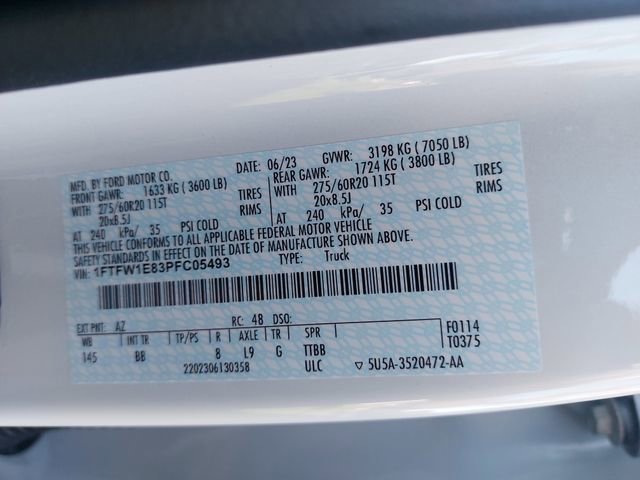 MFD. BY FORD MOTOR CO.
DATE: 06/23 GVWR: 3198 KG ( 7050 LB)
FRONT GAWR: 1633 KG ( 3600 LB)
REAR GAWR: 1724 KG ( 3800 LB)
WITH 275/60R20 115T TIRES
WITH 275/60R20 115T TIRES
20x8.5J RIMS
20x8.5J RIMS
AT 240 kPa/ 35 PSI COLD
AT 240 kPa/ 35 PSI COLD
THIS VEHICLE CONFORMS TO ALL APPLICABLE FEDERAL MOTOR VEHICLE
SAFETY STANDARDS IN EFFECT ON THE DATE OF MANUFACTURE SHOWN ABOVE.
VIN: 1FTFW1E83PFC05493 TYPE: Truck
EXT PNT: AZ RC: 48 DSO:
WB INT TR TP/PS R AXLE TR SPR
145 BB 8 L9 G TTBB
2202306130358 ULC
F0114
T0375
▽ 5U5A-3520472-AA